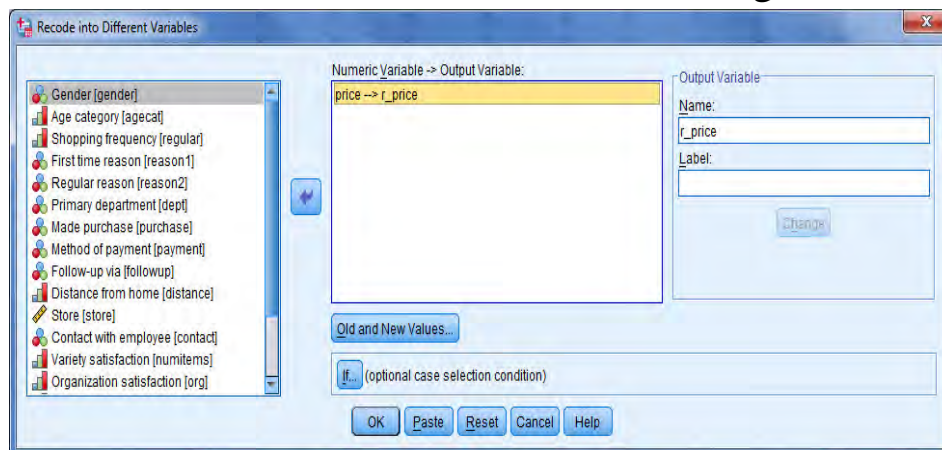 Recode into Different Variables
x
Gender [gender]
Age category [agecat]
Shopping frequency [regular]
First time reason [reason1]
Regular reason [reason2]
Primary department [dept]
Made purchase [purchase]
Method of payment [payment]
Follow-up via [followup]
Distance from home [distance]
Store [store]
Contact with employee [contact]
Variety satisfaction [numitems]
Organization satisfaction [org]
Numeric Variable -> Output Variable:
price --> r_price
Old and New Values...
If... (optional case selection condition)
Output Variable
Name:
r_price
Label:
Change
OK Paste Reset Cancel Help